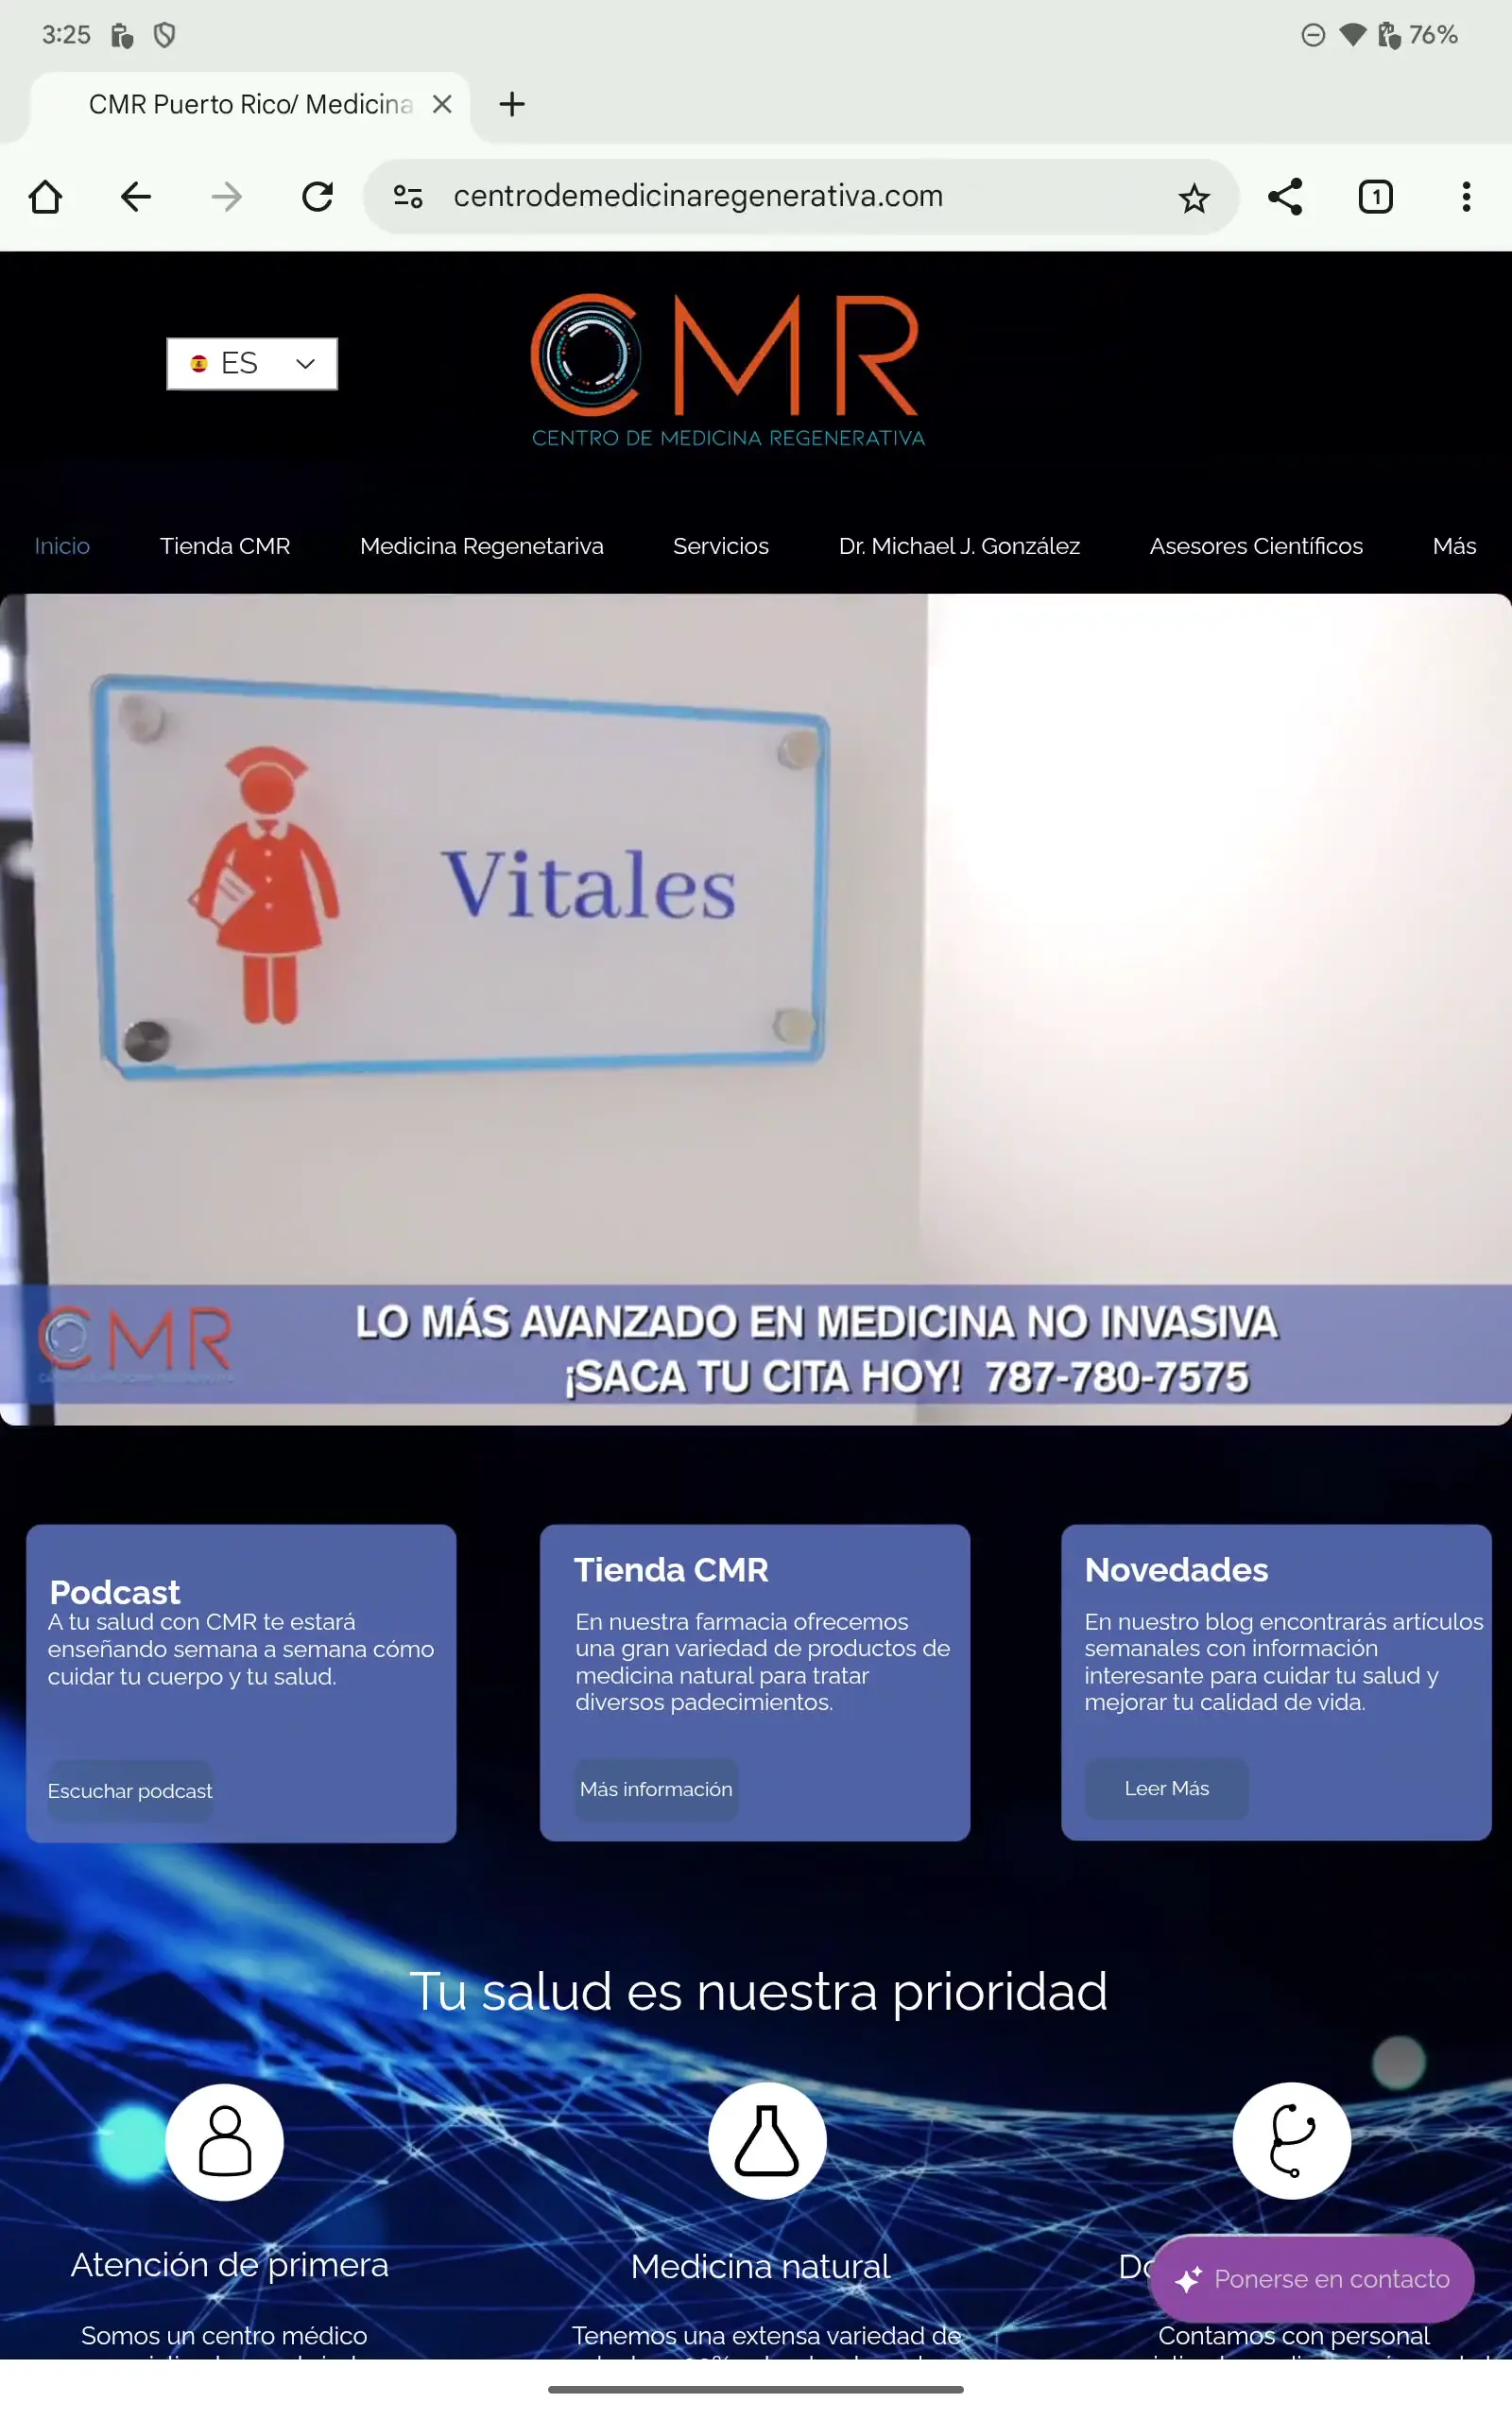 3:25
76%
CMR Puerto Rico/ Medicina
centrodemedicinaregenerativa.com
1
ES
CMR
CENTRO DE MEDICINA REGENERATIVA
Inicio
Tienda CMR
Medicina Regenetariva
Servicios
Dr. Michael J. González
Asesores Científicos
Más
Vitales
CMR
LO MÁS AVANZADO EN MEDICINA NO INVASIVA
¡SACA TU CITA HOY! 787-780-7575
Podcast
A tu salud con CMR te estará
enseñando semana a semana cómo
cuidar tu cuerpo y tu salud.
Escuchar podcast
Tienda CMR
En nuestra farmacia ofrecemos
una gran variedad de productos de
medicina natural para tratar
diversos padecimientos.
Más información
Novedades
En nuestro blog encontrarás artículos
semanales con información
interesante para cuidar tu salud y
mejorar tu calidad de vida.
Leer Más
Tu salud es nuestra prioridad
Atención de primera
Somos un centro médico
Medicina natural
Tenemos una extensa variedad de
Ponerse en contacto
Contamos con personal